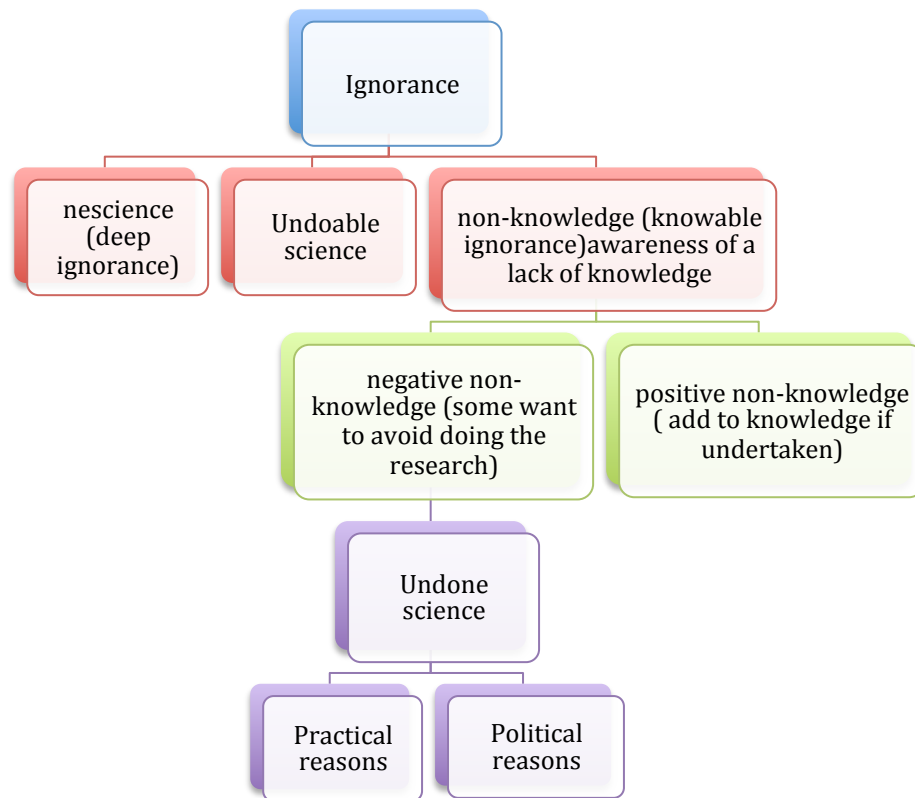 Ignorance
nescience
(deep
ignorance)
Undoable
science
non-knowledge (knowable
ignorance)awareness of a
lack of knowledge
negative non-
knowledge (some want
to avoid doing the
research)
positive non-knowledge
( add to knowledge if
undertaken)
Undone
science
Practical
reasons
Political
reasons